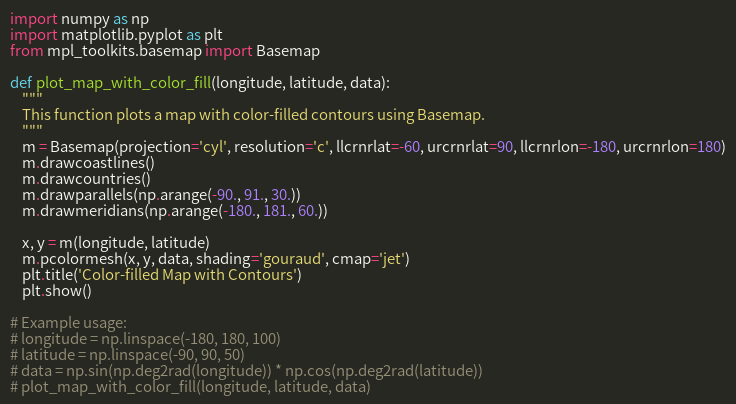 import numpy as np
import matplotlib.pyplot as plt
from mpl_toolkits.basemap import Basemap

def plot_map_with_color_fill(longitude, latitude, data):
    """
    This function plots a map with color-filled contours using Basemap.
    """
    m = Basemap(projection='cyl', resolution='c', llcrnrlat=-60, urcrnrlat=90, llcrnrlon=-180, urcrnrlon=180)
    m.drawcoastlines()
    m.drawcountries()
    m.drawparallels(np.arange(-90., 91., 30.))
    m.drawmeridians(np.arange(-180., 181., 60.))

    x, y = m(longitude, latitude)
    m.pcolormesh(x, y, data, shading='gouraud', cmap='jet')
    plt.title('Color-filled Map with Contours')
    plt.show()

# Example usage:
# longitude = np.linspace(-180, 180, 100)
# latitude = np.linspace(-90, 90, 50)
# data = np.sin(np.deg2rad(longitude)) * np.cos(np.deg2rad(latitude))
# plot_map_with_color_fill(longitude, latitude, data)